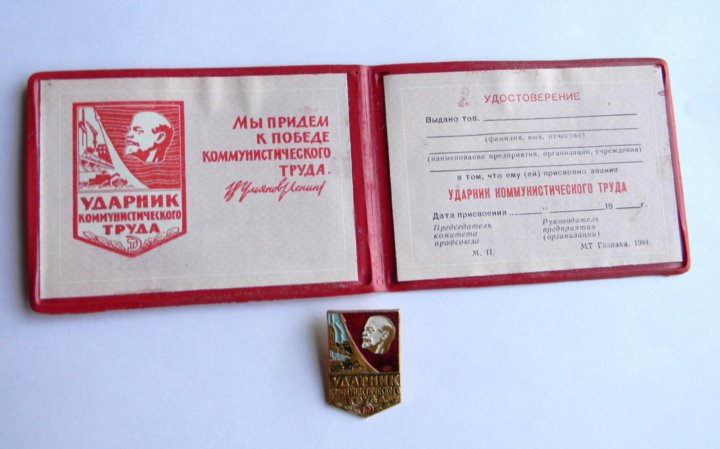 УДАРНИК
КОММУНИСТИЧЕСКОГО
ТРУДА
Мы придем
к победе
коммунистического
труда.
В Ульянов (Ленин)
УДОСТОВЕРЕНИЕ
Выдано тов.
(фамилия, имя, отчество)
(наименование предприятия, организации, учреждения)
в том, что ему (ей) присвоено звание
УДАРНИК КОММУНИСТИЧЕСКОГО ТРУДА
Дата присвоения „ “ 19 г.
Председатель
комитета
профсоюза
Руководитель
предприятия
(организации)
М. П.
МТ Гознака. 1984.
УДАРНИК
КОММУНИСТИЧЕСКОГО
ТРУДА